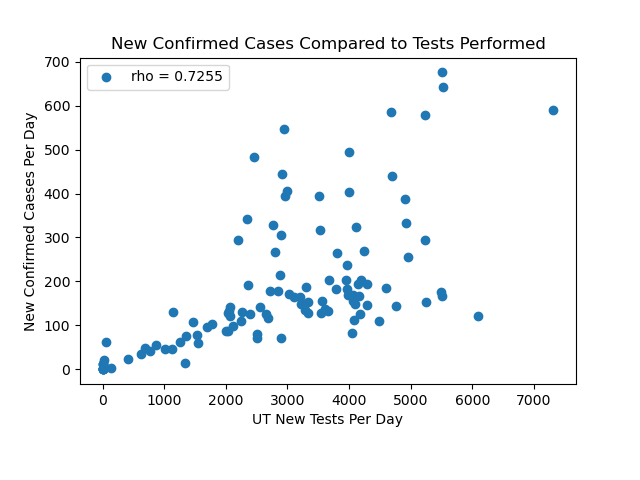 New Confirmed Cases Compared to Tests Performed
rho = 0.7255
New Confirmed Caeses Per Day
700
600
500
400
300
200
100
0
0 1000 2000 3000 4000 5000 6000 7000
UT New Tests Per Day